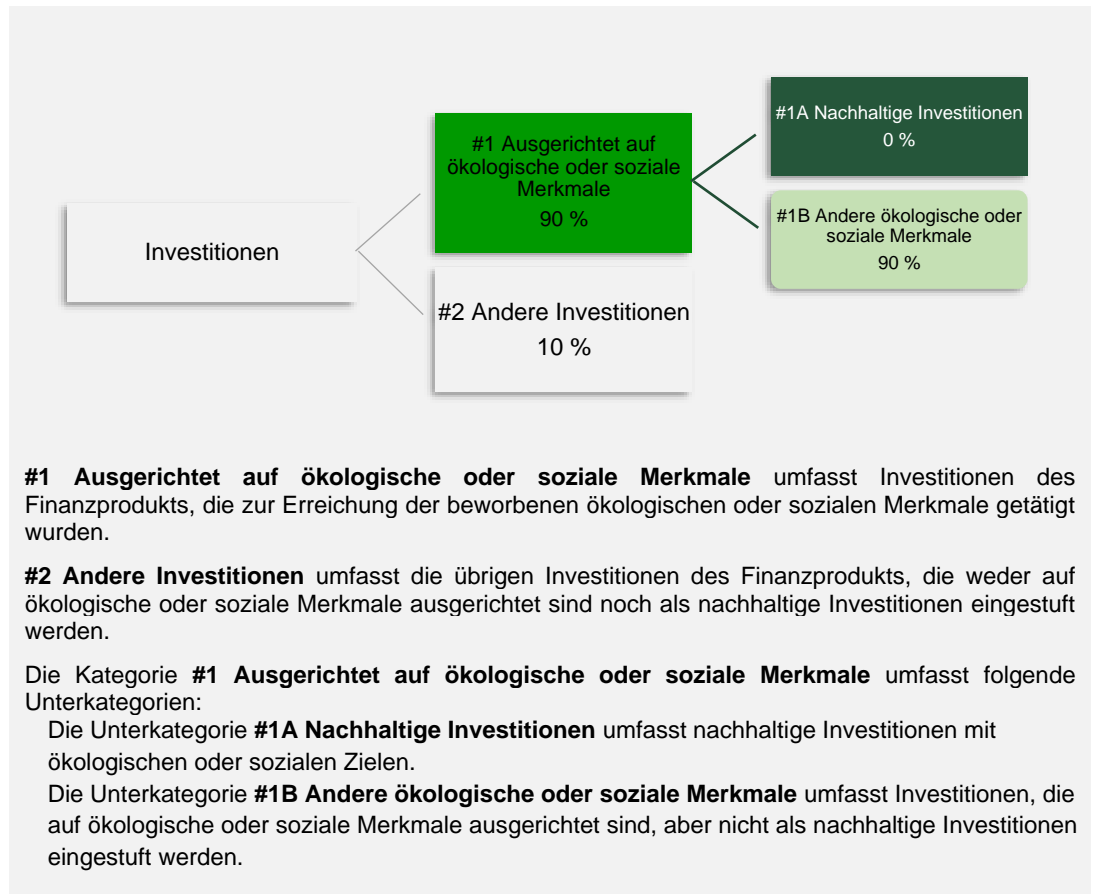 #1A Nachhaltige Investitionen
0 %
#1 Ausgerichtet auf
ökologische oder soziale
Merkmale
90 %
#1B Andere ökologische oder
soziale Merkmale
90 %
Investitionen
#2 Andere Investitionen
10 %
#1 Ausgerichtet auf ökologische oder soziale Merkmale umfasst Investitionen des
Finanzprodukts, die zur Erreichung der beworbenen ökologischen oder sozialen Merkmale getätigt
wurden.
#2 Andere Investitionen umfasst die übrigen Investitionen des Finanzprodukts, die weder auf
ökologische oder soziale Merkmale ausgerichtet sind noch als nachhaltige Investitionen eingestuft
werden.
Die Kategorie #1 Ausgerichtet auf ökologische oder soziale Merkmale umfasst folgende
Unterkategorien:
Die Unterkategorie #1A Nachhaltige Investitionen umfasst nachhaltige Investitionen mit
ökologischen oder sozialen Zielen.
Die Unterkategorie #1B Andere ökologische oder soziale Merkmale umfasst Investitionen, die
auf ökologische oder soziale Merkmale ausgerichtet sind, aber nicht als nachhaltige Investitionen
eingestuft werden.